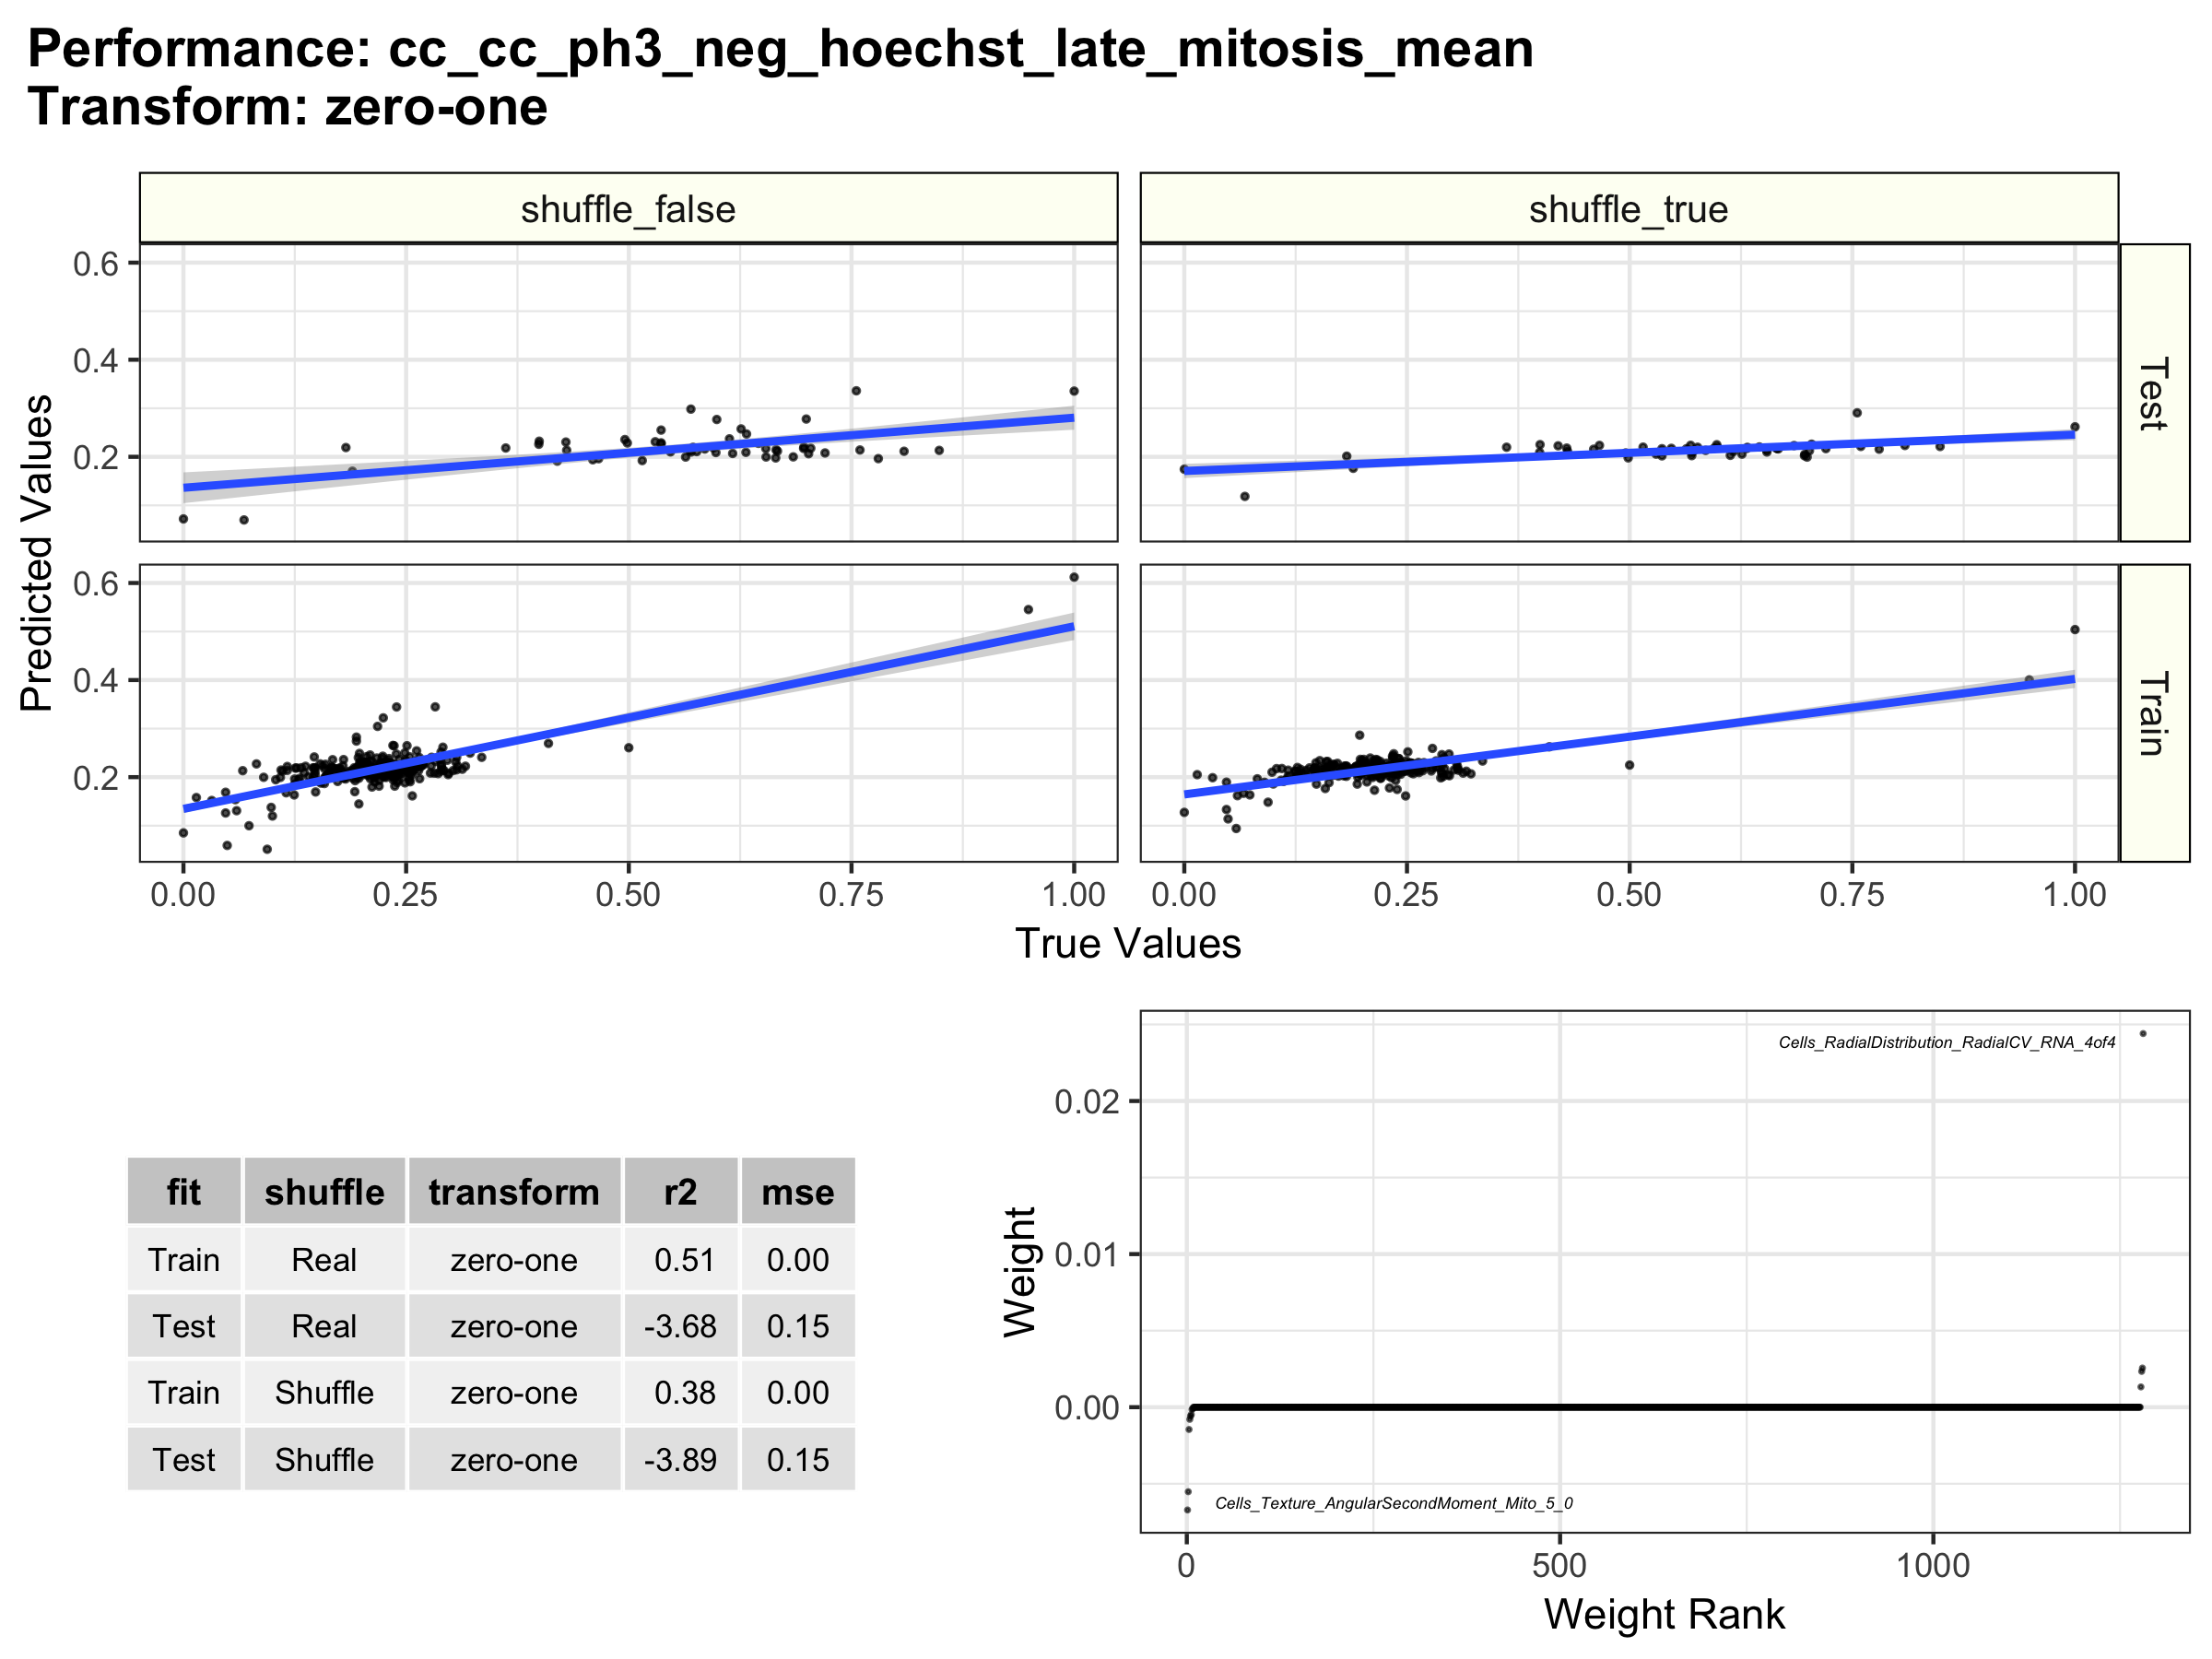 Performance: cc_cc_ph3_neg_hoechst_late_mitosis_mean
Transform: zero-one
shuffle_false
shuffle_true
0.6
0.4
0.2
Test
0.6
0.4
0.2
Train
Predicted Values
0.00 0.25 0.50 0.75 1.00
0.00 0.25 0.50 0.75 1.00
True Values
fit shuffle transform r2 mse
Train Real zero-one 0.51 0.00
Test Real zero-one -3.68 0.15
Train Shuffle zero-one 0.38 0.00
Test Shuffle zero-one -3.89 0.15
Cells_RadialDistribution_RadialCV_RNA_4of4
0.02
0.01
0.00
Weight
Cells_Texture_AngularSecondMoment_Mito_5_0
0 500 1000
Weight Rank